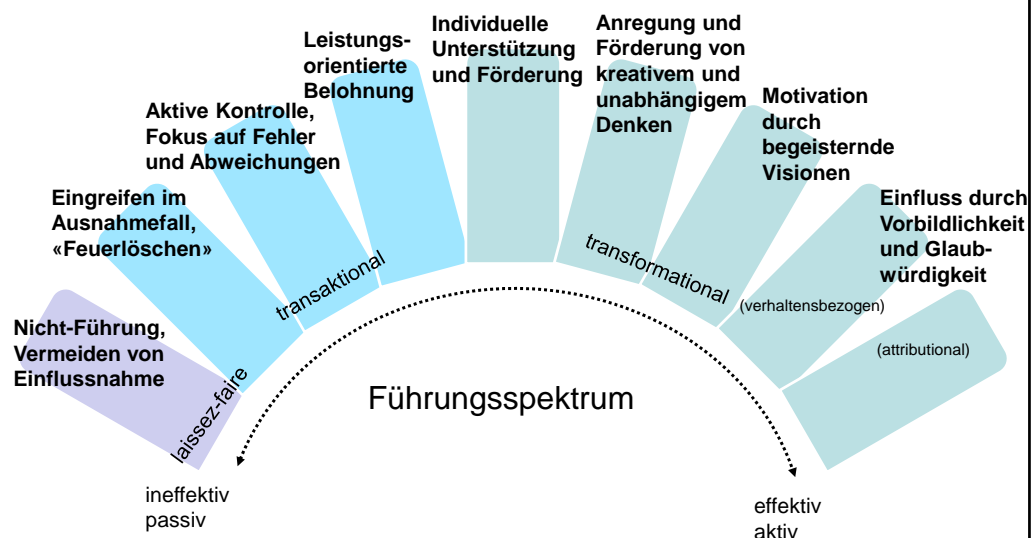 Individuelle
Unterstützung
und Förderung
Anregung und
Förderung von
kreativem und
unabhängigem
Denken
Leistungs-
orientierte
Belohnung
Motivation
durch
begeisternde
Visionen
Aktive Kontrolle,
Fokus auf Fehler
und Abweichungen
Eingreifen im
Ausnahmefall,
«Feuerlöschen»
Einfluss durch
Vorbildlichkeit
und Glaub-
würdigkeit
transaktional
transformational
(verhaltensbezogen)
(attributional)
Nicht-Führung,
Vermeiden von
Einflussnahme
laissez-faire
Führungsspektrum
ineffektiv
passiv
effektiv
aktiv